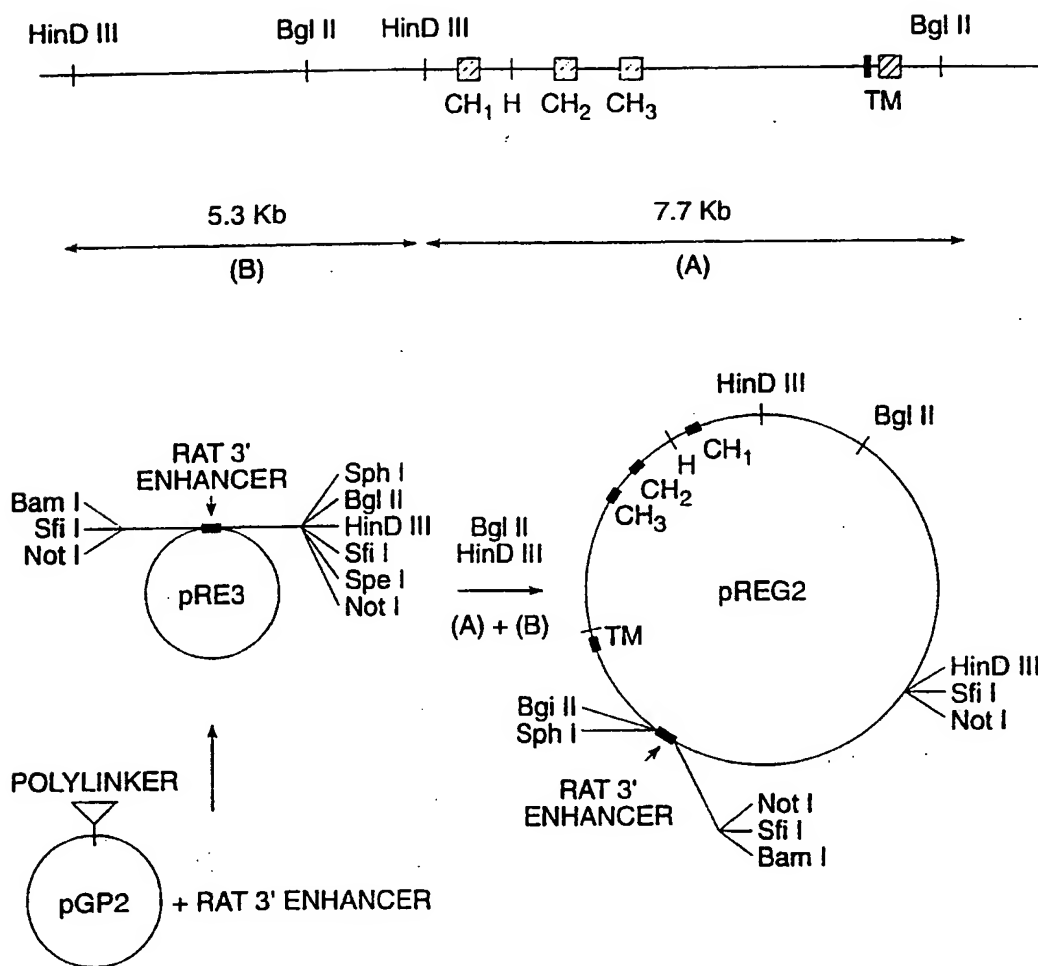 HinD III
Bgl II
HinD III
Bgl II
CH1
H
CH2
CH3
TM
5.3 Kb
(B)
7.7 Kb
(A)
RAT 3'
ENHANCER
Bam I
Sfi I
Not I
Sph I
Bgl II
HinD III
Sfi I
Spe I
Not I
pRE3
Bgl II
HinD III
(A) + (B)
HinD III
Bgl II
CH1
H
CH2
CH3
pREG2
TM
HinD III
Sfi I
Not I
Bgi II
Sph I
RAT 3'
ENHANCER
Not I
Sfi I
Bam I
POLYLINKER
pGP2
+ RAT 3' ENHANCER